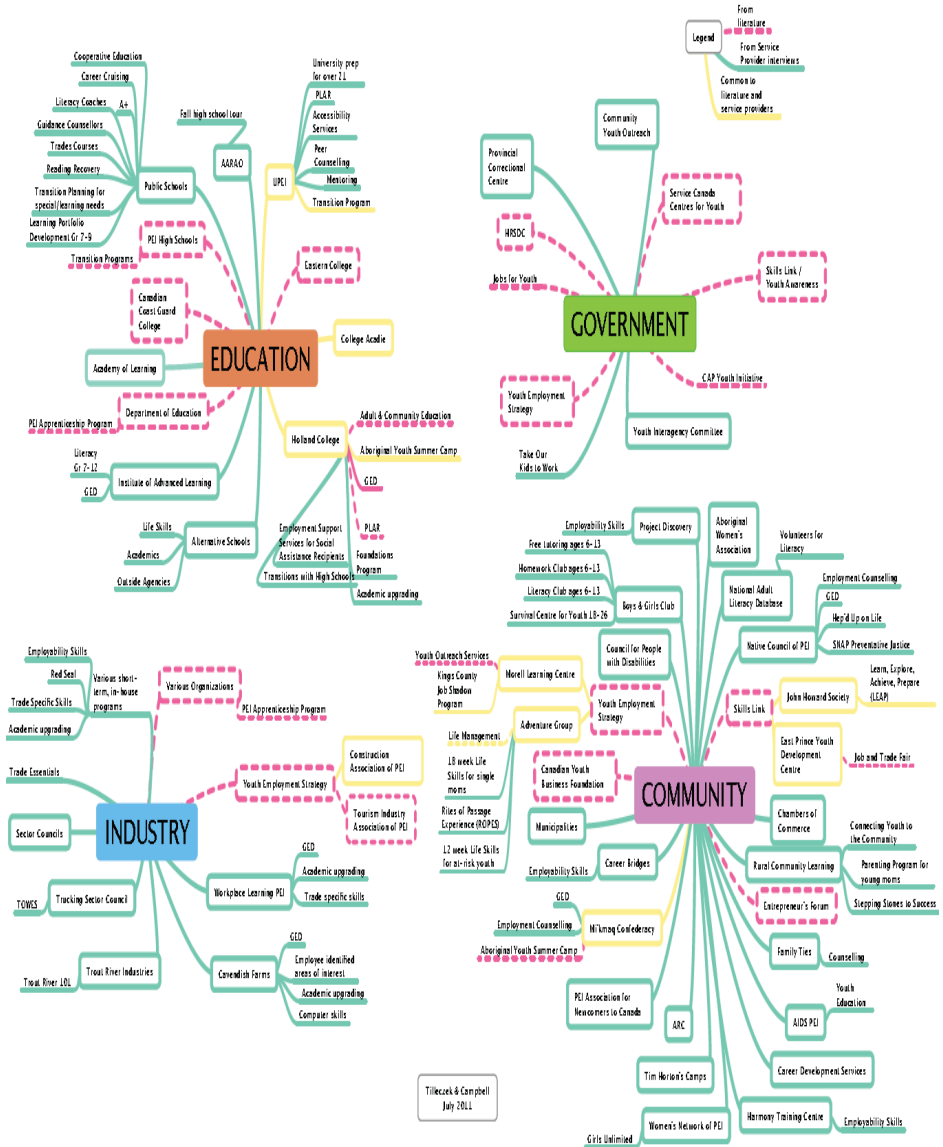 From
literature
Legend
From Service
Provider interviews
Common to
literature and
service providers
Cooperative Education
Career Cruising
Literacy Coaches
A+
Guidance Counsellors
Trades Courses
Reading Recovery
Transition Planning for
special/learning needs
Learning Portfolio
Development Gr 7-9
Public Schools
Fall high school tour
AARAO
University prep
for over 21
PLAR
Accessibility
Services
Peer
Counselling
Mentoring
Transition Program
UPEI
PEI High Schools
Transition Programs
Eastern College
Canadian
Coast Guard
College
EDUCATION
College Acadie
Academy of Learning
Department of Education
PEI Apprenticeship Program
Holland College
Adult & Community Education
Aboriginal Youth Summer Camp
GED
PLAR
Foundations
Program
Academic upgrading
Employment Support
Services for Social
Assistance Recipients
Transitions with High Schools
Literacy
Gr 7-12
GED
Institute of Advanced Learning
Life Skills
Academics
Outside Agencies
Alternative Schools
Community
Youth Outreach
Provincial
Correctional
Centre
Service Canada
Centres for Youth
HRSDC
Jobs for Youth
Skills Link /
Youth Awareness
GOVERNMENT
CAP Youth Initiative
Youth Employment
Strategy
Youth Interagency Committee
Take Our
Kids to Work
Employability Skills
Red Seal
Trade Specific Skills
Academic upgrading
Various short-
term, in-house
programs
Various Organizations
PEI Apprenticeship Program
Trade Essentials
Youth Employment Strategy
Construction
Association of PEI
Tourism Industry
Association of PEI
INDUSTRY
Sector Councils
Workplace Learning PEI
GED
Academic upgrading
Trade specific skills
TOWES
Trucking Sector Council
Trout River 101
Trout River Industries
Cavendish Farms
GED
Employee identified
areas of interest
Academic upgrading
Computer skills
Employability Skills
Project Discovery
Aboriginal
Women's
Association
Volunteers for
Literacy
National Adult
Literacy Database
Free tutoring ages 6-13
Homework Club ages 6-13
Literacy Club ages 6-13
Survival Centre for Youth 18-26
Boys & Girls Club
Employment Counselling
GED
Hep'd Up on Life
SNAP Preventative Justice
Native Council of PEI
Council for People
with Disabilities
Youth Outreach Services
Kings County
Job Shadow
Program
Morell Learning Centre
Youth Employment
Strategy
Adventure Group
Life Management
18 week Life
Skills for single
moms
Rites of Passage
Experience (ROPES)
12 week Life Skills
for at-risk youth
Skills Link
John Howard Society
Learn, Explore,
Achieve, Prepare
(LEAP)
East Prince Youth
Development
Centre
Job and Trade Fair
Canadian Youth
Business Foundation
COMMUNITY
Municipalities
Chambers of
Commerce
Career Bridges
Employability Skills
Rural Community Learning
Connecting Youth to
the Community
Parenting Program for
young moms
Stepping Stones to Success
Entrepreneur's Forum
GED
Employment Counselling
Aboriginal Youth Summer Camp
Mi'kmaq Confederacy
Family Ties
Counselling
PEI Association for
Newcomers to Canada
ARC
AIDS PEI
Youth
Education
Tim Horton's Camps
Career Development Services
Harmony Training Centre
Employability Skills
Women's Network of PEI
Girls Unlimited
Tilleczek & Campbell
July 2011